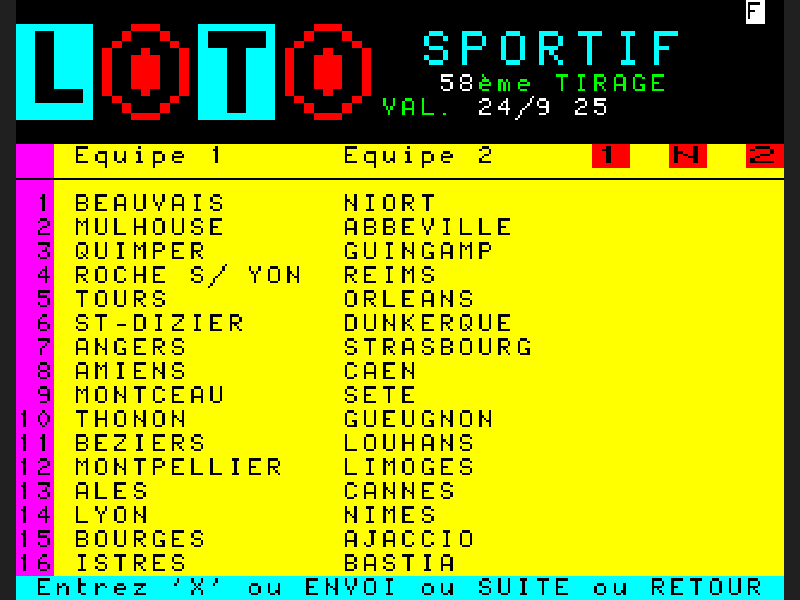 F
LOTO SPORTIF
58ème TIRAGE
VAL. 24/9 25
Equipe 1 Equipe 2 1 N 2
1 BEAUVAIS NIORT
2 MULHOUSE ABBEVILLE
3 QUIMPER GUINGAMP
4 ROCHE S/ YON REIMS
5 TOURS ORLEANS
6 ST-DIZIER DUNKERQUE
7 ANGERS STRASBOURG
8 AMIENS CAEN
9 MONTCEAU SETE
10 THONON GUEUGNON
11 BEZIERS LOUHANS
12 MONTPELLIER LIMOGES
13 ALES CANNES
14 LYON NIMES
15 BOURGES AJACCIO
16 ISTRES BASTIA
Entrez 'X' ou ENVOI ou SUITE ou RETOUR